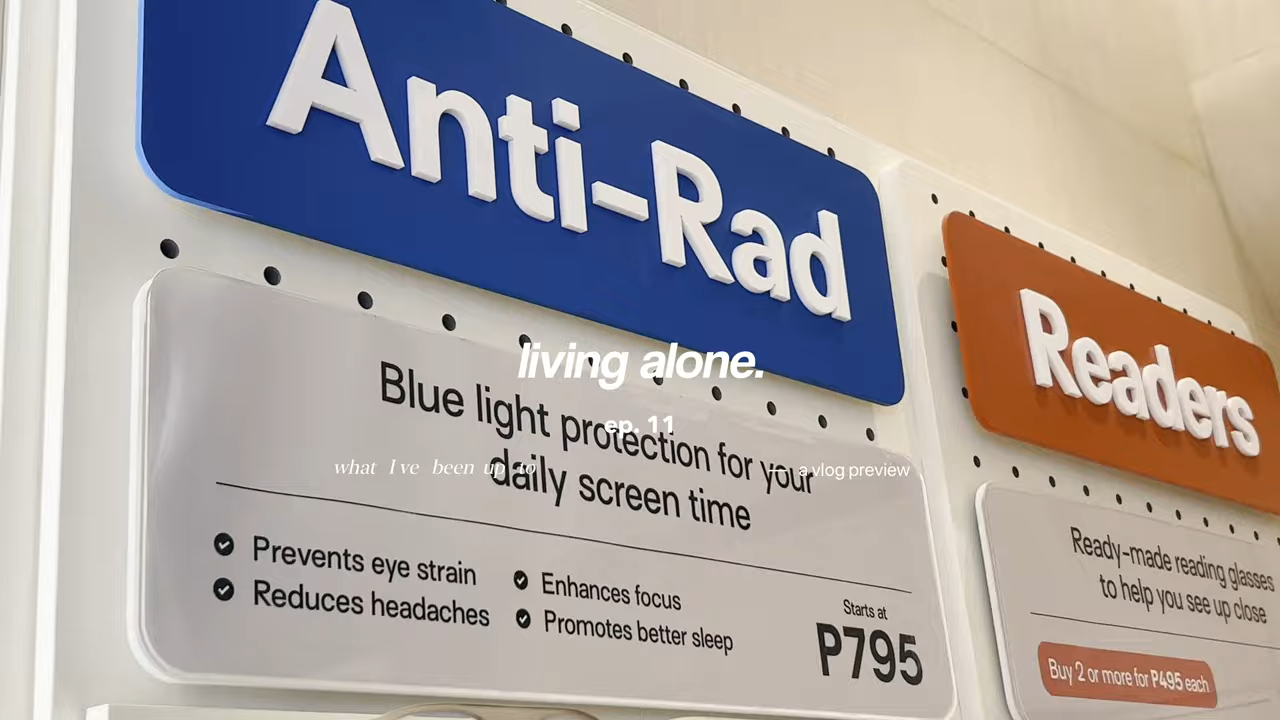 Anti-Rad
Blue light protection for your
daily screen time
Prevents eye strain
Reduces headaches
Enhances focus
Promotes better sleep
Starts at
P795
Readers
Ready-made reading glasses
to help you see up close
Buy 2 or more for P495 each
living alone.
ep. 11
what I've been up to
— a vlog preview